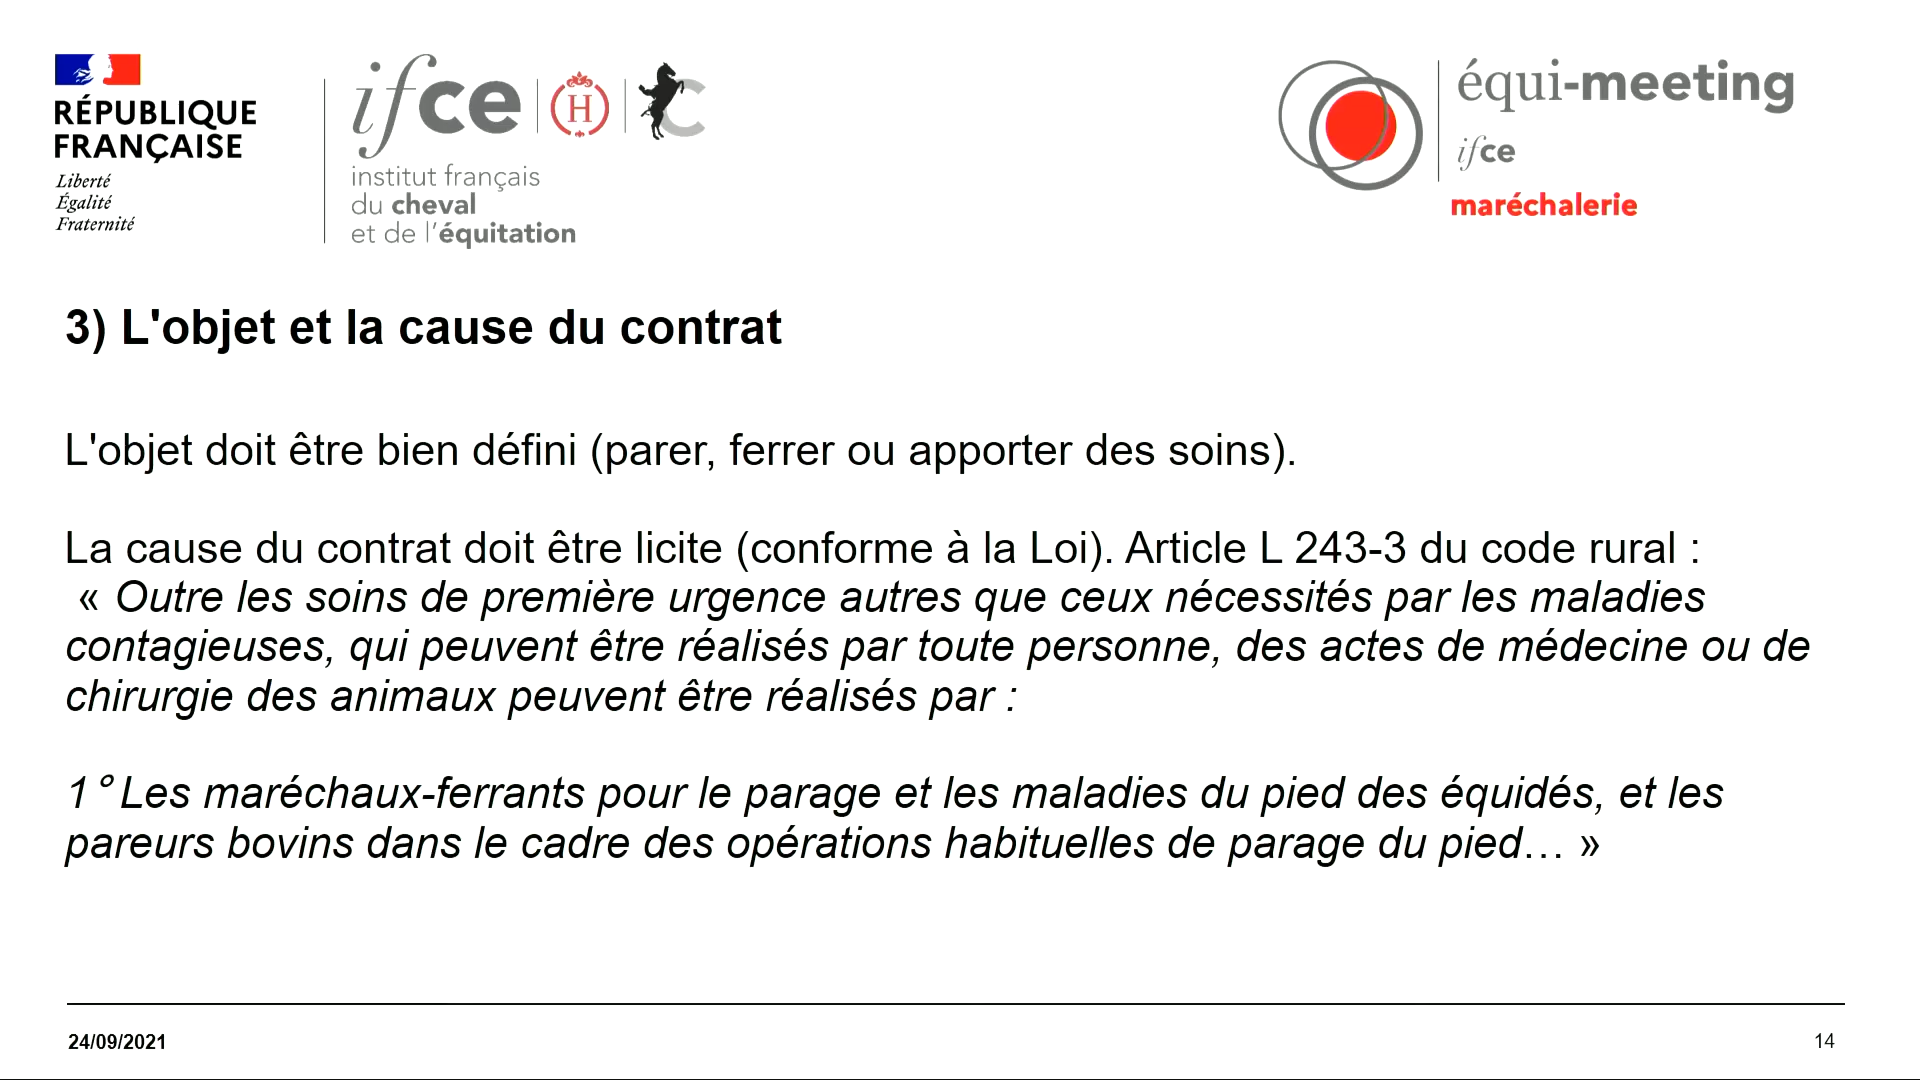 RÉPUBLIQUE
FRANÇAISE
Liberté
Égalité
Fraternité
ifce
H
institut français
du cheval
et de l'équitation
équi-meeting
ifce
maréchalerie
3) L'objet et la cause du contrat
L'objet doit être bien défini (parer, ferrer ou apporter des soins).
La cause du contrat doit être licite (conforme à la Loi). Article L 243-3 du code rural :
« Outre les soins de première urgence autres que ceux nécessités par les maladies
contagieuses, qui peuvent être réalisés par toute personne, des actes de médecine ou de
chirurgie des animaux peuvent être réalisés par :
1° Les maréchaux-ferrants pour le parage et les maladies du pied des équidés, et les
pareurs bovins dans le cadre des opérations habituelles de parage du pied… »
24/09/2021
14